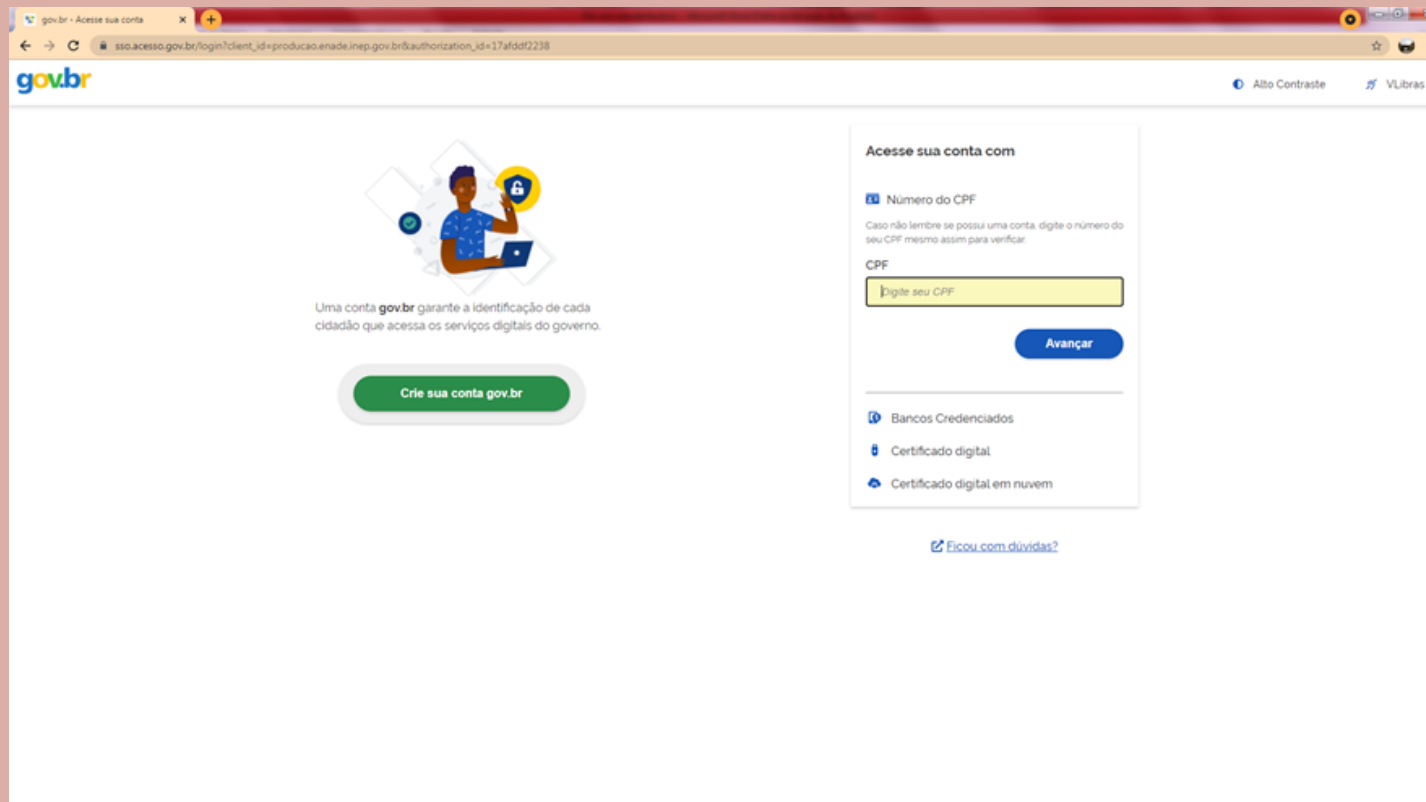 gov.br - Acesse sua conta
sso.acesso.gov.br/login?client_id=producao.enade.inep.gov.br&authorization_id=17afddf2238
gov.br
Alto Contraste
VLibras
Uma conta gov.br garante a identificação de cada
cidadão que acessa os serviços digitais do governo.
Crie sua conta gov.br
Acesse sua conta com
Número do CPF
Caso não lembre se possui uma conta, digite o número do
seu CPF mesmo assim para verificar.
CPF
Digite seu CPF
Avançar
Bancos Credenciados
Certificado digital
Certificado digital em nuvem
Ficou com dúvidas?